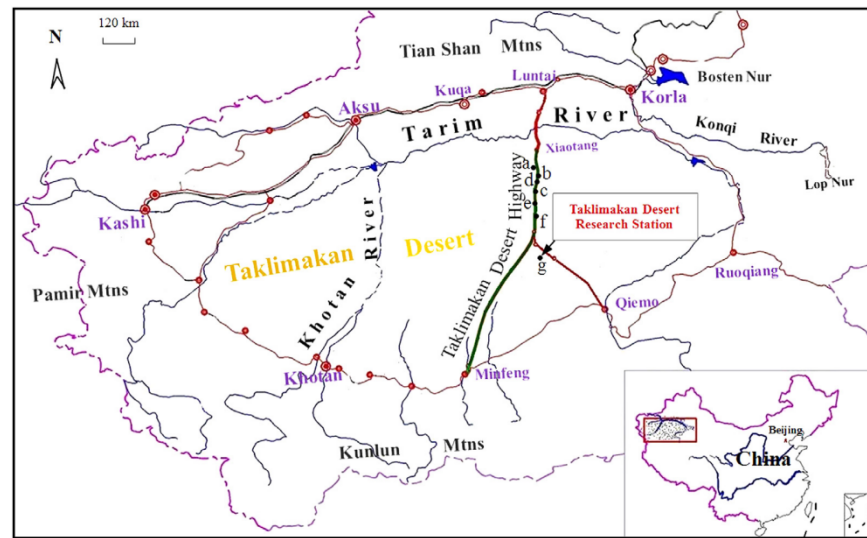 120 km
N
Tian Shan Mtns
Bosten Nur
Kuqa
Luntai
Korla
Aksu
Tarim River
Konqi River
Xiaotang
Lop Nur
a
b
d
c
e
f
g
Kashi
Taklimakan Desert
Research Station
Taklimakan Desert
Khotan River
Taklimakan Desert Highway
Pamir Mtns
Ruoqiang
Qiemo
Khotan
Minfeng
Kunlun Mtns
Beijing
China